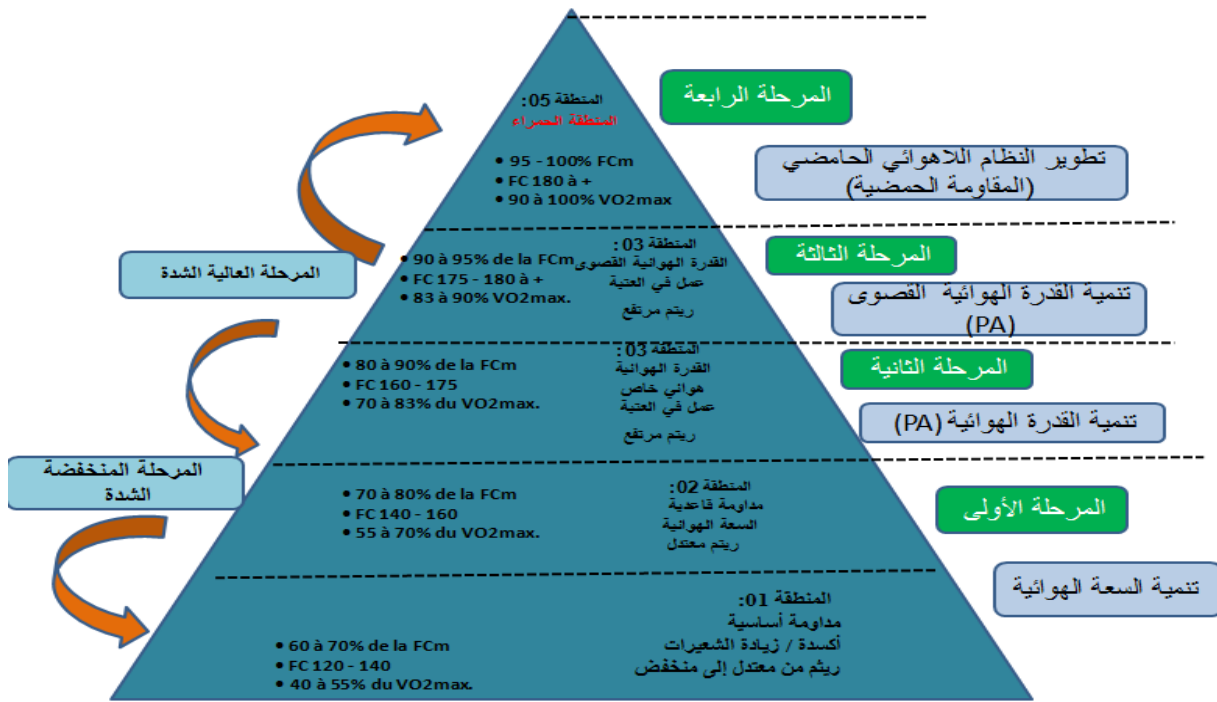 المنطقة 05:
المنطقة الحمراء
• 95 - 100% FCm
• FC 180 à +
• 90 à 100% VO2max
المرحلة الرابعة
تطوير النظام اللاهوائي الحامضي
(المقاومة الحمضية)
المرحلة العالية الشدة
• 90 à 95% de la FCm
• FC 175 - 180 à +
• 83 à 90% VO2max.
المنطقة 03:
القدرة الهوائية القصوى
عمل في العتبة
ريتم مرتفع
المرحلة الثالثة
تنمية القدرة الهوائية القصوى
(PA)
• 80 à 90% de la FCm
• FC 160 - 175
• 70 à 83% du VO2max.
المنطقة 03:
القدرة الهوائية
هوائي خاص
عمل في العتبة
ريتم مرتفع
المرحلة الثانية
تنمية القدرة الهوائية (PA)
المرحلة المنخفضة
الشدة
• 70 à 80% de la FCm
• FC 140 - 160
• 55 à 70% du VO2max.
المنطقة 02:
مداومة قاعدية
السعة الهوائية
ريتم معتدل
المرحلة الأولى
تنمية السعة الهوائية
المنطقة 01:
مداومة أساسية
أكسدة / زيادة الشعيرات
ريثم من معتدل إلى منخفض
• 60 à 70% de la FCm
• FC 120 - 140
• 40 à 55% du VO2max.